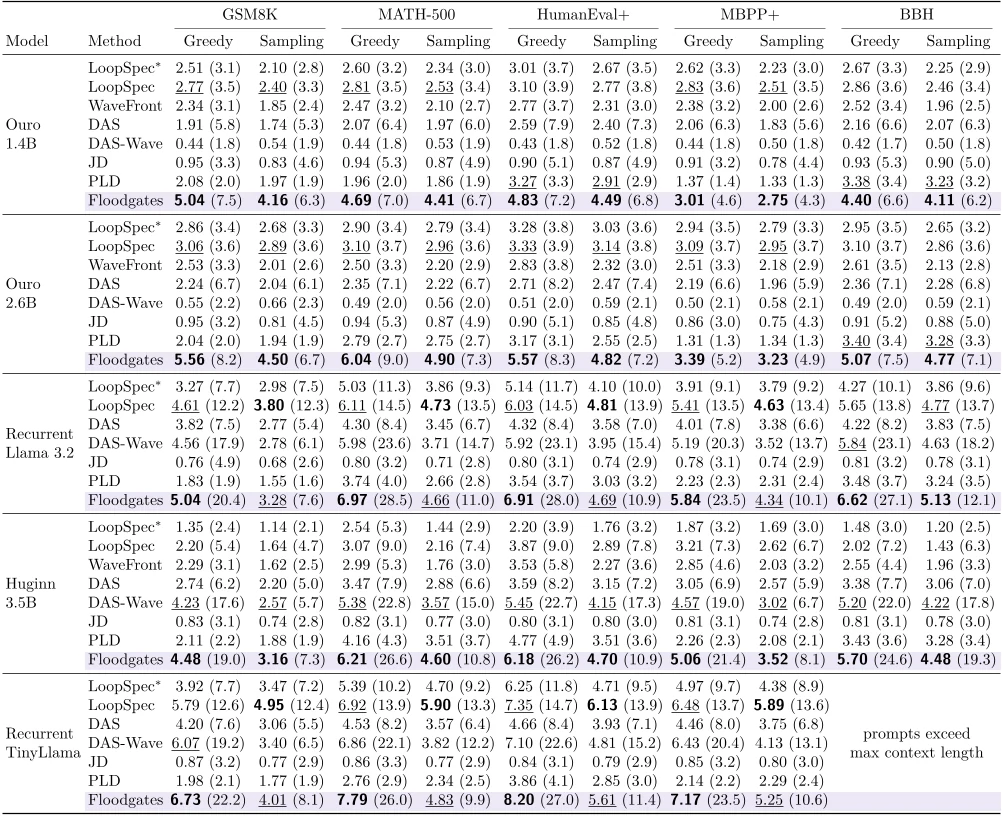 GSM8K MATH-500 HumanEval+ MBPP+ BBH
Model Method Greedy Sampling Greedy Sampling Greedy Sampling Greedy Sampling Greedy Sampling
LoopSpec* 2.51 (3.1) 2.10 (2.8) 2.60 (3.2) 2.34 (3.0) 3.01 (3.7) 2.67 (3.5) 2.62 (3.3) 2.23 (3.0) 2.67 (3.3) 2.25 (2.9)
LoopSpec 2.77 (3.5) 2.40 (3.3) 2.81 (3.5) 2.53 (3.4) 3.10 (3.9) 2.77 (3.8) 2.83 (3.6) 2.51 (3.5) 2.86 (3.6) 2.46 (3.4)
WaveFront 2.34 (3.1) 1.85 (2.4) 2.47 (3.2) 2.10 (2.7) 2.77 (3.7) 2.31 (3.0) 2.38 (3.2) 2.00 (2.6) 2.52 (3.4) 1.96 (2.5)
Ouro 1.4B DAS 1.91 (5.8) 1.74 (5.3) 2.07 (6.4) 1.97 (6.0) 2.59 (7.9) 2.40 (7.3) 2.06 (6.3) 1.83 (5.6) 2.16 (6.6) 2.07 (6.3)
DAS-Wave 0.44 (1.8) 0.54 (1.9) 0.44 (1.8) 0.53 (1.9) 0.43 (1.8) 0.52 (1.8) 0.44 (1.8) 0.50 (1.8) 0.42 (1.7) 0.50 (1.8)
JD 0.95 (3.3) 0.83 (4.6) 0.94 (5.3) 0.87 (4.9) 0.90 (5.1) 0.87 (4.9) 0.91 (3.2) 0.78 (4.4) 0.93 (5.3) 0.90 (5.0)
PLD 2.08 (2.0) 1.97 (1.9) 1.96 (2.0) 1.86 (1.9) 3.27 (3.3) 2.91 (2.9) 1.37 (1.4) 1.33 (1.3) 3.38 (3.4) 3.23 (3.2)
Floodgates 5.04 (7.5) 4.16 (6.3) 4.69 (7.0) 4.41 (6.7) 4.83 (7.2) 4.49 (6.8) 3.01 (4.6) 2.75 (4.3) 4.40 (6.6) 4.11 (6.2)
LoopSpec* 2.86 (3.4) 2.68 (3.3) 2.90 (3.4) 2.79 (3.4) 3.28 (3.8) 3.03 (3.6) 2.94 (3.5) 2.79 (3.3) 2.95 (3.5) 2.65 (3.2)
LoopSpec 3.06 (3.6) 2.89 (3.6) 3.10 (3.7) 2.96 (3.6) 3.33 (3.9) 3.14 (3.8) 3.09 (3.7) 2.95 (3.7) 3.10 (3.7) 2.86 (3.6)
WaveFront 2.53 (3.3) 2.01 (2.6) 2.50 (3.3) 2.20 (2.9) 2.83 (3.8) 2.32 (3.0) 2.51 (3.3) 2.18 (2.9) 2.61 (3.5) 2.13 (2.8)
Ouro 2.6B DAS 2.24 (6.7) 2.04 (6.1) 2.35 (7.1) 2.22 (6.7) 2.71 (8.2) 2.47 (7.4) 2.19 (6.6) 1.96 (5.9) 2.36 (7.1) 2.28 (6.8)
DAS-Wave 0.55 (2.2) 0.66 (2.3) 0.49 (2.0) 0.56 (2.0) 0.51 (2.0) 0.59 (2.1) 0.50 (2.1) 0.58 (2.1) 0.49 (2.0) 0.59 (2.1)
JD 0.95 (3.2) 0.81 (4.5) 0.94 (5.3) 0.87 (4.9) 0.90 (5.1) 0.85 (4.8) 0.86 (3.0) 0.75 (4.3) 0.91 (5.2) 0.88 (5.0)
PLD 2.04 (2.0) 1.94 (1.9) 2.79 (2.7) 2.75 (2.7) 3.17 (3.1) 2.55 (2.5) 1.31 (1.3) 1.34 (1.3) 3.40 (3.4) 3.28 (3.3)
Floodgates 5.56 (8.2) 4.50 (6.7) 6.04 (9.0) 4.90 (7.3) 5.57 (8.3) 4.82 (7.2) 3.39 (5.2) 3.23 (4.9) 5.07 (7.5) 4.77 (7.1)
LoopSpec* 3.27 (7.7) 2.98 (7.5) 5.03 (11.3) 3.86 (9.3) 5.14 (11.7) 4.10 (10.0) 3.91 (9.1) 3.79 (9.2) 4.27 (10.1) 3.86 (9.6)
LoopSpec 4.61 (12.2) 3.80 (12.3) 6.11 (14.5) 4.73 (13.5) 6.03 (14.5) 4.81 (13.9) 5.41 (13.5) 4.63 (13.4) 5.65 (13.8) 4.77 (13.7)
DAS 3.82 (7.5) 2.77 (5.4) 4.30 (8.4) 3.45 (6.7) 4.32 (8.4) 3.58 (7.0) 4.01 (7.8) 3.38 (6.6) 4.22 (8.2) 3.83 (7.5)
Recurrent Llama 3.2 DAS-Wave 4.56 (17.9) 2.78 (6.1) 5.98 (23.6) 3.71 (14.7) 5.92 (23.1) 3.95 (15.4) 5.19 (20.3) 3.52 (13.7) 5.84 (23.1) 4.63 (18.2)
JD 0.76 (4.9) 0.68 (2.6) 0.80 (3.2) 0.71 (2.8) 0.80 (3.1) 0.74 (2.9) 0.78 (3.1) 0.74 (2.9) 0.81 (3.2) 0.78 (3.1)
PLD 1.83 (1.9) 1.55 (1.6) 3.74 (4.0) 2.66 (2.8) 3.54 (3.7) 3.03 (3.2) 2.23 (2.3) 2.31 (2.4) 3.48 (3.7) 3.24 (3.5)
Floodgates 5.04 (20.4) 3.28 (7.6) 6.97 (28.5) 4.66 (11.0) 6.91 (28.0) 4.69 (10.9) 5.84 (23.5) 4.34 (10.1) 6.62 (27.1) 5.13 (12.1)
LoopSpec* 1.35 (2.4) 1.14 (2.1) 2.54 (5.3) 1.44 (2.9) 2.20 (3.9) 1.76 (3.2) 1.87 (3.2) 1.69 (3.0) 1.48 (3.0) 1.20 (2.5)
LoopSpec 2.20 (5.4) 1.64 (4.7) 3.07 (9.0) 2.16 (7.4) 3.87 (9.0) 2.89 (7.8) 3.21 (7.3) 2.62 (6.7) 2.02 (7.2) 1.43 (6.3)
WaveFront 2.29 (3.1) 1.62 (2.5) 2.99 (5.3) 1.76 (3.0) 3.53 (5.8) 2.27 (3.6) 2.85 (4.6) 2.03 (3.2) 2.55 (4.4) 1.96 (3.3)
Huginn 3.5B DAS 2.74 (6.2) 2.20 (5.0) 3.47 (7.9) 2.88 (6.6) 3.59 (8.2) 3.15 (7.2) 3.05 (6.9) 2.57 (5.9) 3.38 (7.7) 3.06 (7.0)
DAS-Wave 4.23 (17.6) 2.57 (5.7) 5.38 (22.8) 3.57 (15.0) 5.45 (22.7) 4.15 (17.3) 4.57 (19.0) 3.02 (6.7) 5.20 (22.0) 4.22 (17.8)
JD 0.83 (3.1) 0.74 (2.8) 0.82 (3.1) 0.77 (3.0) 0.80 (3.1) 0.80 (3.0) 0.81 (3.1) 0.74 (2.8) 0.81 (3.1) 0.78 (3.0)
PLD 2.11 (2.2) 1.88 (1.9) 4.16 (4.3) 3.51 (3.7) 4.77 (4.9) 3.51 (3.6) 2.26 (2.3) 2.08 (2.1) 3.43 (3.6) 3.28 (3.4)
Floodgates 4.48 (19.0) 3.16 (7.3) 6.21 (26.6) 4.60 (10.8) 6.18 (26.2) 4.70 (10.9) 5.06 (21.4) 3.52 (8.1) 5.70 (24.6) 4.48 (19.3)
LoopSpec* 3.92 (7.7) 3.47 (7.2) 5.39 (10.2) 4.70 (9.2) 6.25 (11.8) 4.71 (9.5) 4.97 (9.7) 4.38 (8.9)
LoopSpec 5.79 (12.6) 4.95 (12.4) 6.92 (13.9) 5.90 (13.3) 7.35 (14.7) 6.13 (13.9) 6.48 (13.7) 5.89 (13.6)
DAS 4.20 (7.6) 3.06 (5.5) 4.53 (8.2) 3.57 (6.4) 4.66 (8.4) 3.93 (7.1) 4.46 (8.0) 3.75 (6.8)
Recurrent TinyLlama DAS-Wave 6.07 (19.2) 3.40 (6.5) 6.86 (22.1) 3.82 (12.2) 7.10 (22.6) 4.81 (15.2) 6.43 (20.4) 4.13 (13.1) prompts exceed max context length
JD 0.87 (3.2) 0.77 (2.9) 0.86 (3.3) 0.77 (2.9) 0.84 (3.1) 0.79 (2.9) 0.85 (3.2) 0.80 (3.0)
PLD 1.98 (2.1) 1.77 (1.9) 2.76 (2.9) 2.34 (2.5) 3.86 (4.1) 2.85 (3.0) 2.14 (2.2) 2.29 (2.4)
Floodgates 6.73 (22.2) 4.01 (8.1) 7.79 (26.0) 4.83 (9.9) 8.20 (27.0) 5.61 (11.4) 7.17 (23.5) 5.25 (10.6)